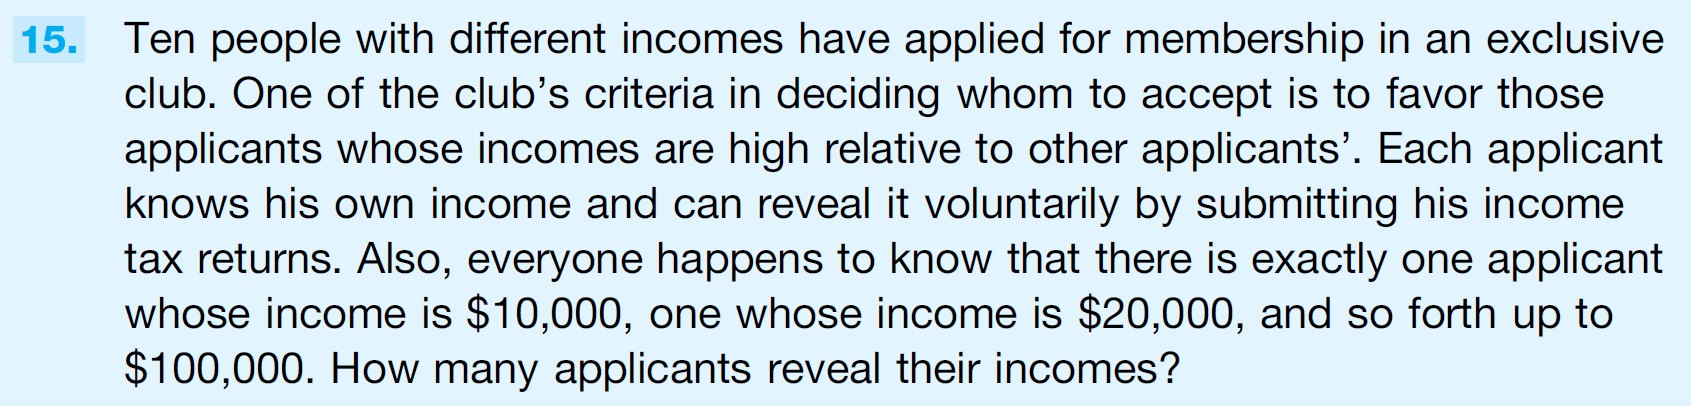 15. Ten people with different incomes have applied for membership in an exclusive
club. One of the club’s criteria in deciding whom to accept is to favor those
applicants whose incomes are high relative to other applicants’. Each applicant
knows his own income and can reveal it voluntarily by submitting his income
tax returns. Also, everyone happens to know that there is exactly one applicant
whose income is $10,000, one whose income is $20,000, and so forth up to
$100,000. How many applicants reveal their incomes?